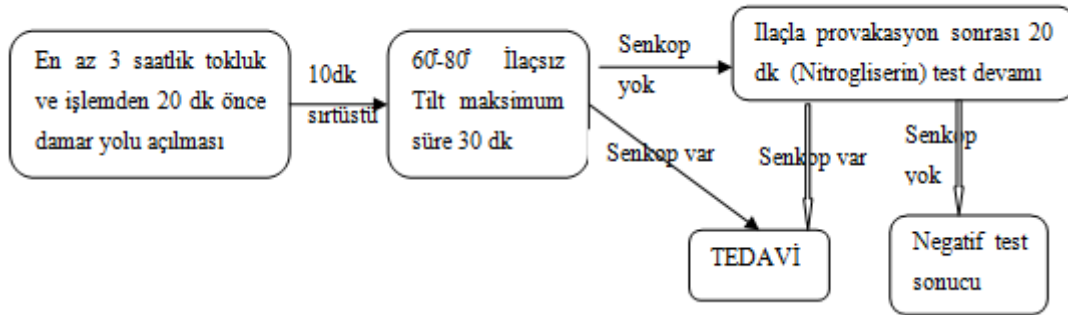 En az 3 saatlik tokluk
ve işlemden 20 dk önce
damar yolu açılması
10dk
sırtüstü
60°-80° İlaçsız
Tilt maksimum
süre 30 dk
Senkop
yok
Senkop var
Ilaçla provakasyon sonrası 20
dk (Nitrogliserin) test devamı
Senkop var
Senkop
yok
TEDAVİ
Negatif test
sonucu